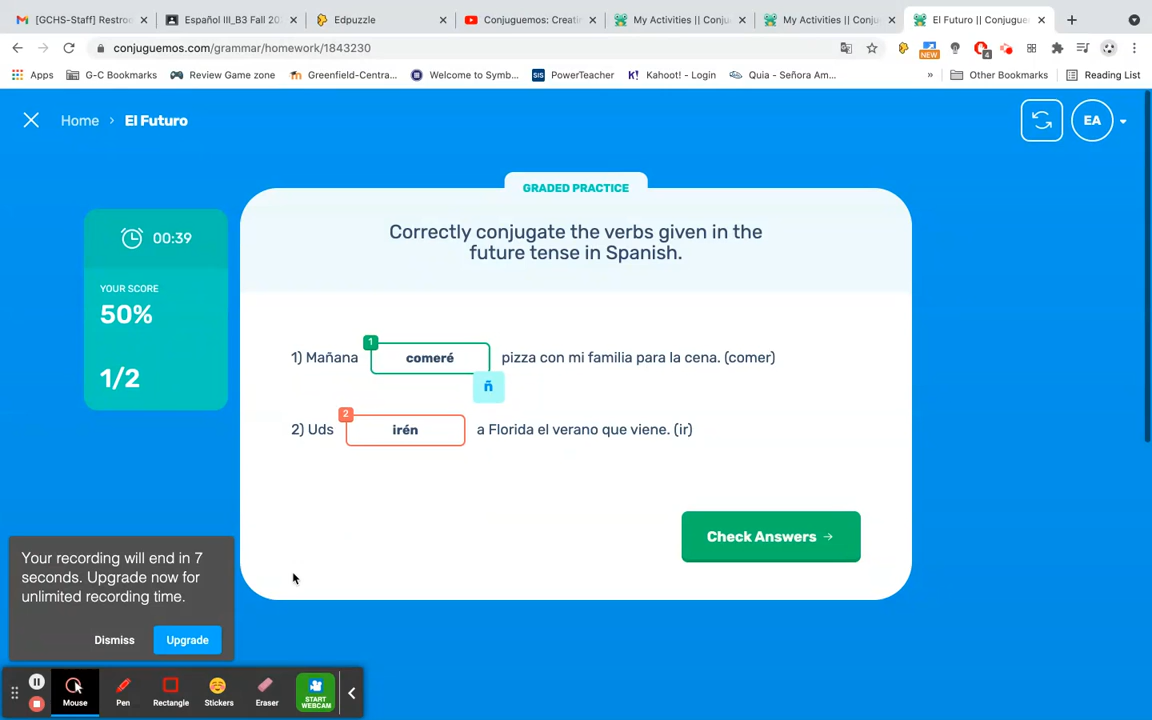 [GCHS-Staff] Restroo
Español III_B3 Fall 20
Edpuzzle
Conjuguemos: Creatin
My Activities || Conju
My Activities || Conju
El Futuro || Conjugue
conjuguemos.com/grammar/homework/1843230
NEW
4
Apps
G-C Bookmarks
Review Game zone
Greenfield-Centra...
Welcome to Symb...
SIS
PowerTeacher
K!
Kahoot! - Login
Quia - Señora Am...
»
Other Bookmarks
Reading List
Home > El Futuro
EA
GRADED PRACTICE
Correctly conjugate the verbs given in the
future tense in Spanish.
00:39
YOUR SCORE
50%
1/2
1
1) Mañana comeré pizza con mi familia para la cena. (comer)
ñ
2
2) Uds irén a Florida el verano que viene. (ir)
Check Answers →
Your recording will end in 7
seconds. Upgrade now for
unlimited recording time.
Dismiss
Upgrade
Mouse
Pen
Rectangle
Stickers
Eraser
START
WEBCAM